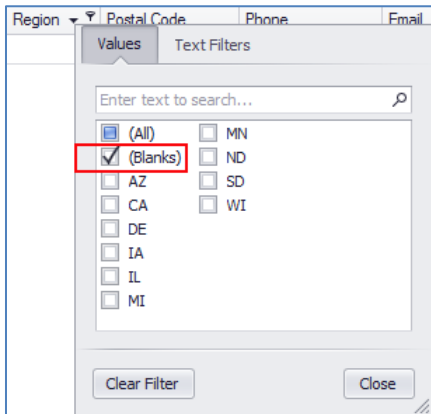 Region Postal Code Phone Email
Values Text Filters
Enter text to search...
(All) MN
(Blanks) ND
AZ SD
CA WI
DE
IA
IL
MI
Clear Filter Close